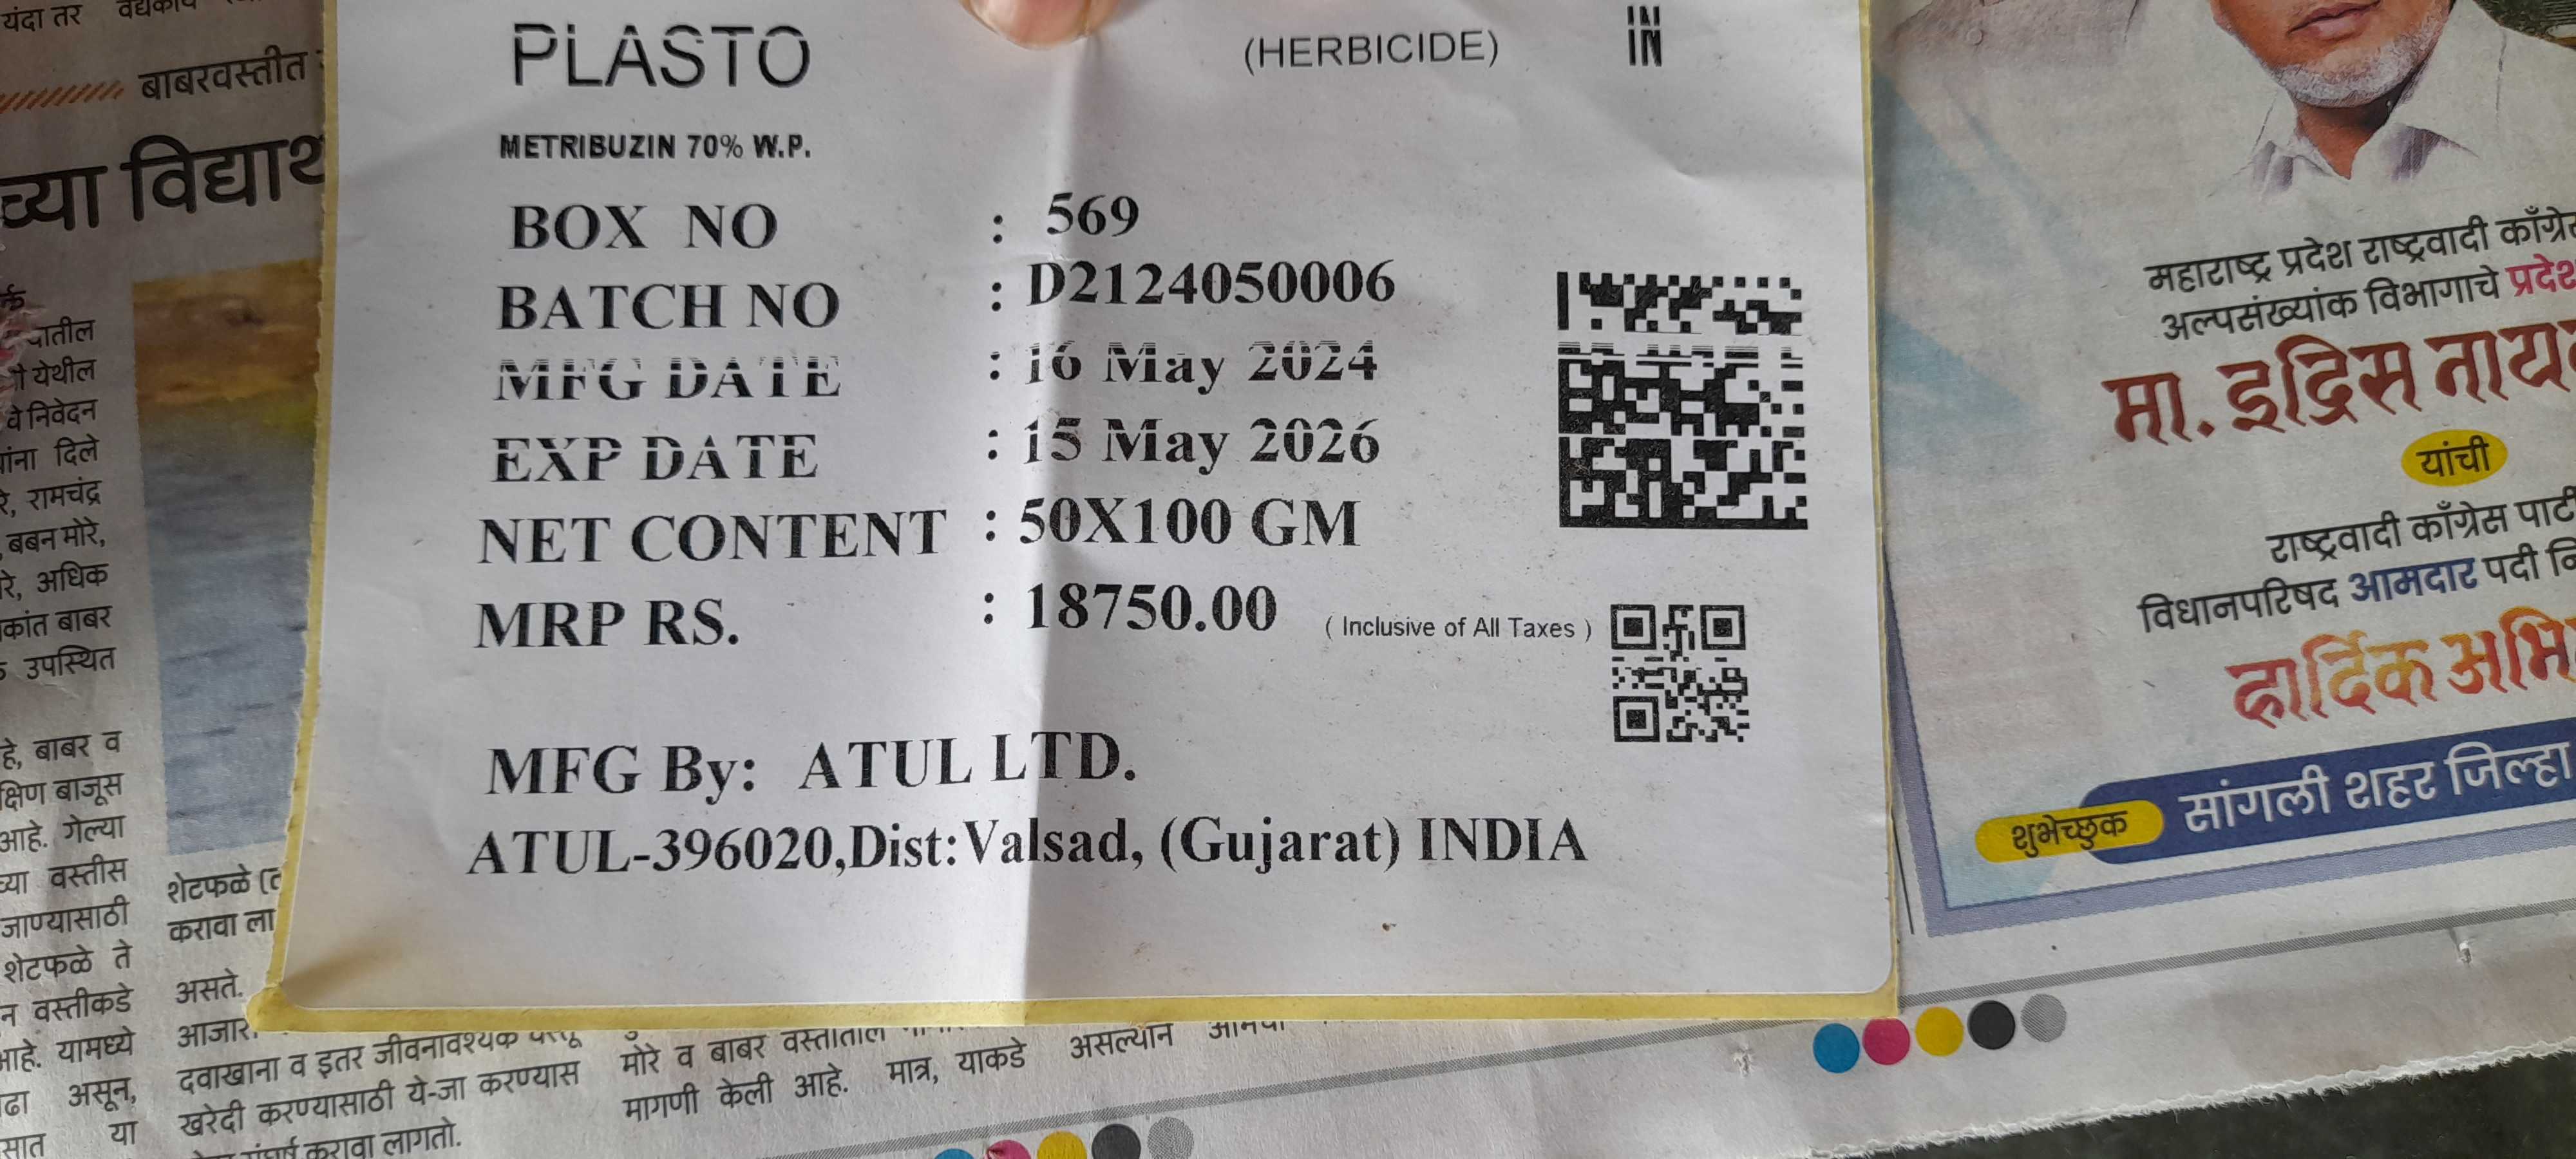 PLASTO (HERBICIDE) IN
IN
METRIBUZIN 70% W.P.
BOX NO : 569
BATCH NO : D2124050006
MFG DATE : 16 May 2024
EXP DATE : 15 May 2026
NET CONTENT : 50X100 GM
MRP RS. : 18750.00 ( Inclusive of All Taxes )
MFG By: ATUL LTD.
ATUL-396020,Dist:Valsad, (Gujarat) INDIA
यंदा तर
बाबरवस्तीत
च्या
येथील
वे निवेदन
दिले
रामचंद्र
बबन मोरे,
अधिक
बाबर
उपस्थित
हे, बाबर व
बाजूस
आहे. गेल्या
वस्तीस
जाण्यासाठी
शेटफळे ते
न वस्तीकडे
यामध्ये
असून,
या
शेटफळे
करावा ला
असते.
दवाखाना व इतर जीवनावश्यक
खरेदी करण्यासाठी ये-जा करण्यास
करावा लागतो.
मोरे व बाबर
मागणी केली आहे. मात्र, याकडे असल्यान
महाराष्ट्र प्रदेश राष्ट्रवादी
अल्पसंख्यांक विभागाचे
मा. इद्रिस
यांची
राष्ट्रवादी काँग्रेस
विधानपरिषद आमदार पदी
हार्दिक
शुभेच्छुक
सांगली शहर जिल्हा